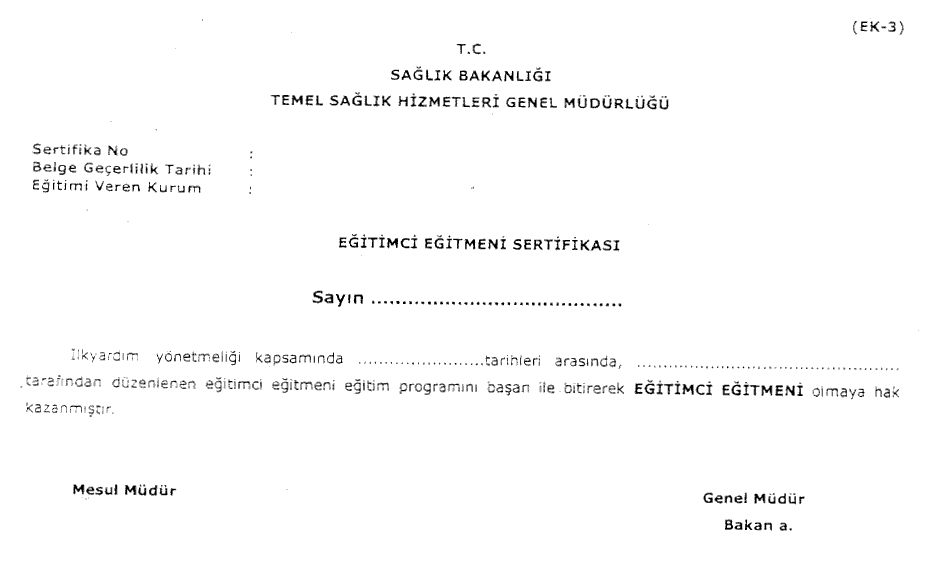 (EK-3)
T.C.
SAĞLIK BAKANLIĞI
TEMEL SAĞLIK HİZMETLERİ GENEL MÜDÜRLÜĞÜ
Sertifika No :
Belge Geçerlilik Tarihi :
Eğitimi Veren Kurum :
EĞİTİMCİ EĞİTMENİ SERTİFİKASI
Sayın ..........................................
İlkyardım yönetmeliği kapsamında ........................tarihleri arasında, ..................................................
tarafından düzenlenen eğitimci eğitmeni eğitim programını başarı ile bitirerek EĞİTİMCİ EĞİTMENİ olmaya hak
kazanmıştır.
Mesul Müdür
Genel Müdür
Bakan a.